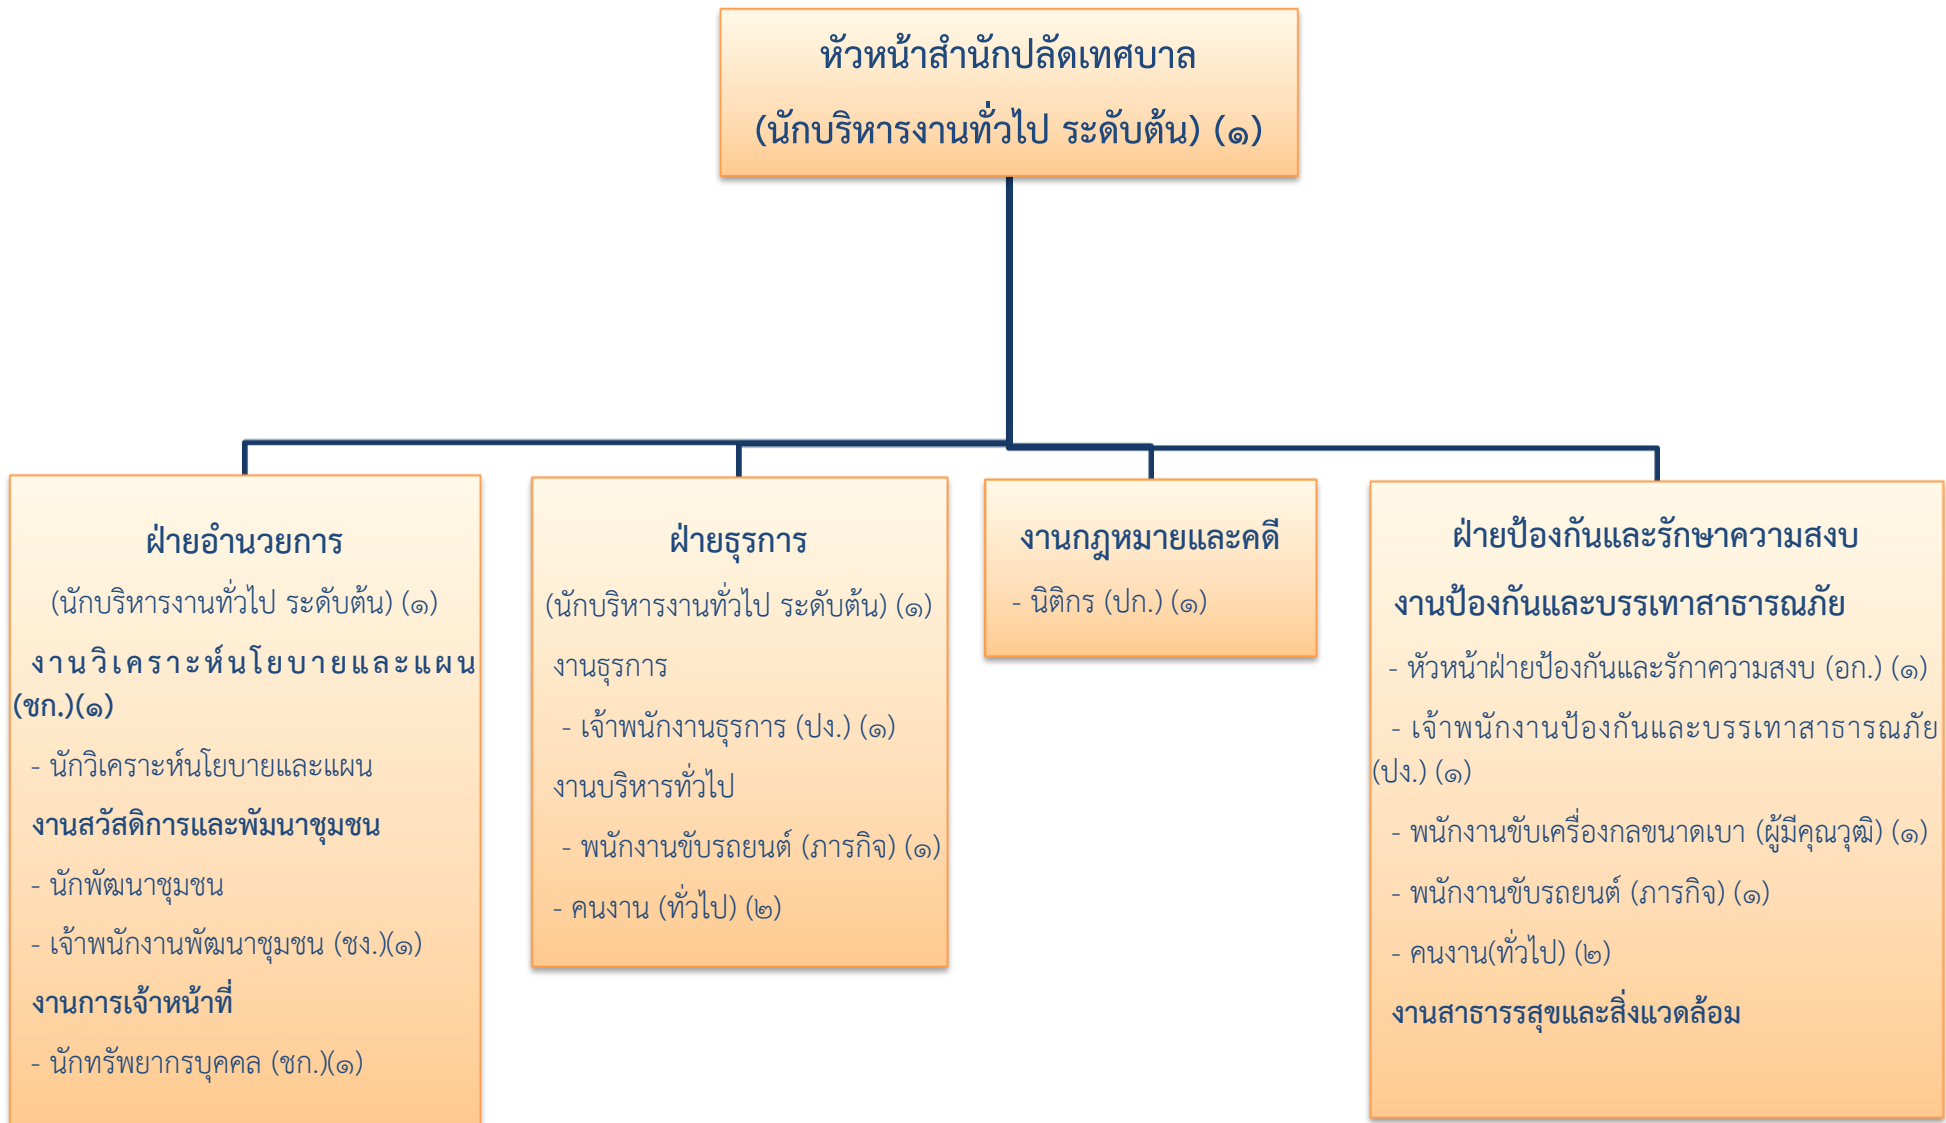 หัวหน้าสำนักปลัดเทศบาล
(นักบริหารงานทั่วไป ระดับต้น) (๑)
ฝ่ายอำนวยการ
(นักบริหารงานทั่วไป ระดับต้น) (๑)
งานวิเคราะห์นโยบายและแผน
(ชก.)(๑)
- นักวิเคราะห์นโยบายและแผน
งานสวัสดิการและพัมนาชุมชน
- นักพัฒนาชุมชน
- เจ้าพนักงานพัฒนาชุมชน (ชง.)(๑)
งานการเจ้าหน้าที่
- นักทรัพยากรบุคคล (ชก.)(๑)
ฝ่ายธุรการ
(นักบริหารงานทั่วไป ระดับต้น) (๑)
งานธุรการ
- เจ้าพนักงานธุรการ (ปง.) (๑)
งานบริหารทั่วไป
- พนักงานขับรถยนต์ (ภารกิจ) (๑)
- คนงาน (ทั่วไป) (๒)
งานกฎหมายและคดี
- นิติกร (ปก.) (๑)
ฝ่ายป้องกันและรักษาความสงบ
งานป้องกันและบรรเทาสาธารณภัย
- หัวหน้าฝ่ายป้องกันและรักาความสงบ (อก.) (๑)
- เจ้าพนักงานป้องกันและบรรเทาสาธารณภัย
(ปง.) (๑)
- พนักงานขับเครื่องกลขนาดเบา (ผู้มีคุณวุฒิ) (๑)
- พนักงานขับรถยนต์ (ภารกิจ) (๑)
- คนงาน(ทั่วไป) (๒)
งานสาธารรสุขและสิ่งแวดล้อม